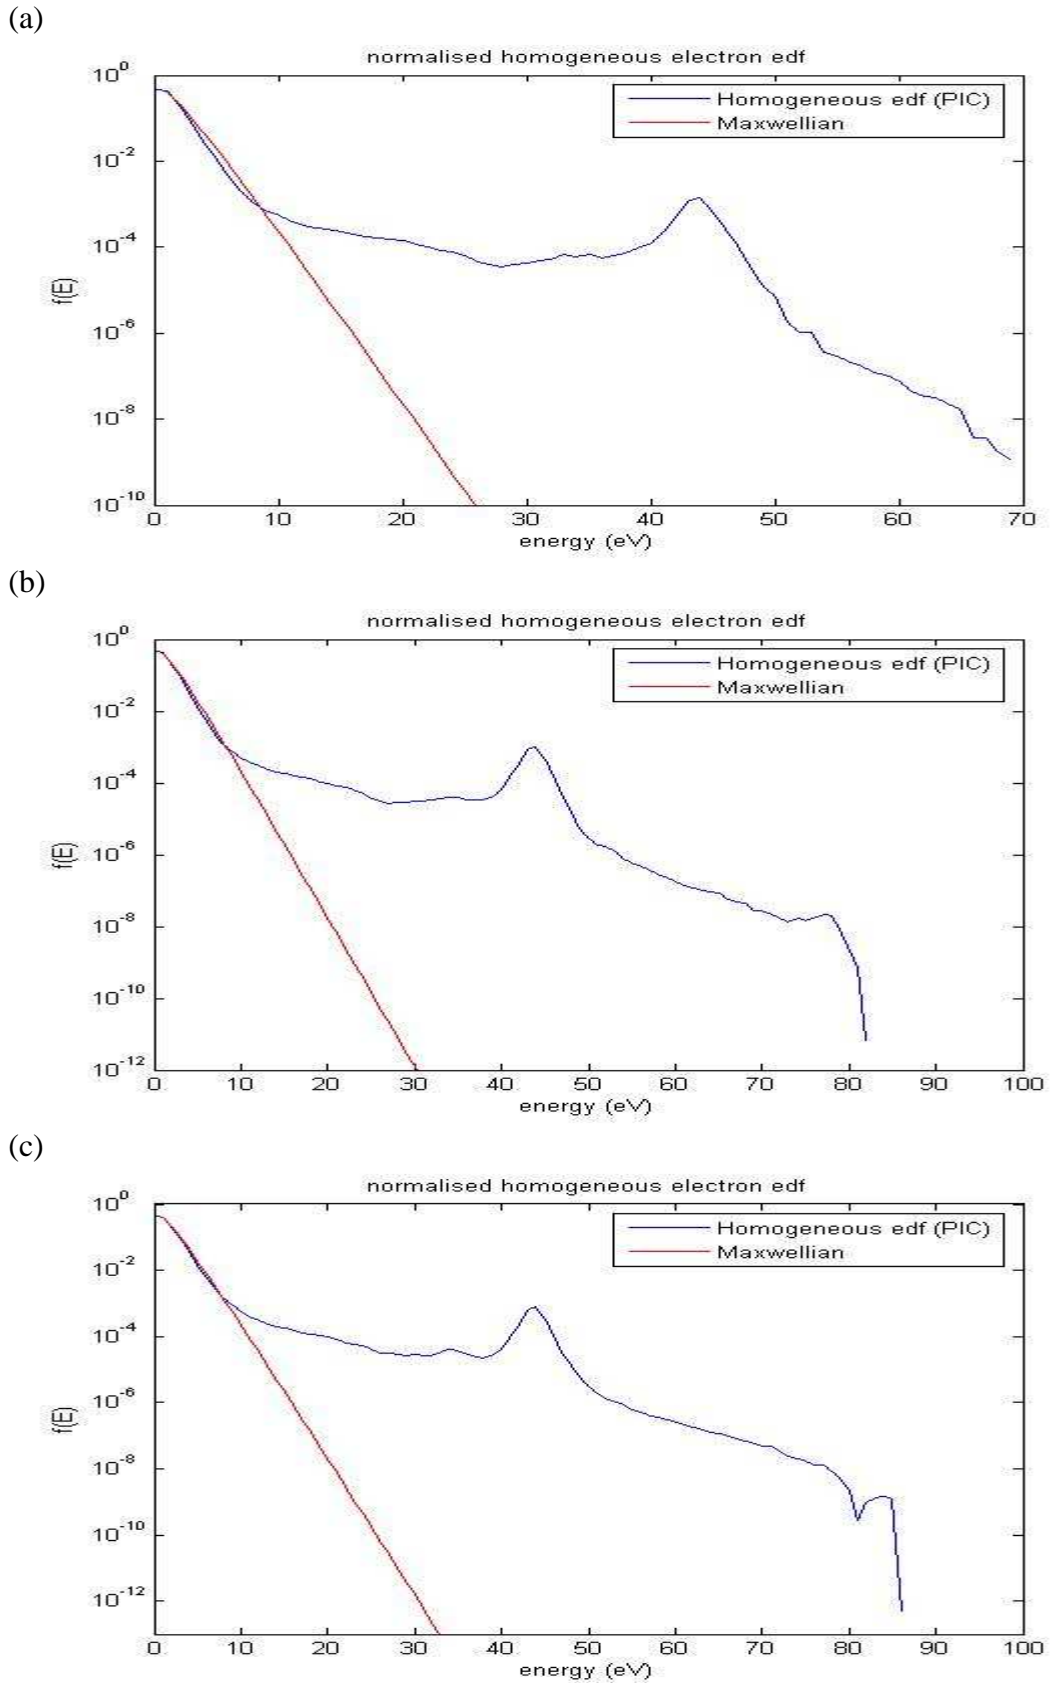 (a)
normalised homogeneous electron edf
Homogeneous edf (PIC)
Maxwellian
10^0
10^-2
10^-4
10^-6
10^-8
10^-10
f(E)
0 10 20 30 40 50 60 70
energy (eV)
(b)
normalised homogeneous electron edf
Homogeneous edf (PIC)
Maxwellian
10^0
10^-2
10^-4
10^-6
10^-8
10^-10
10^-12
f(E)
0 10 20 30 40 50 60 70 80 90 100
energy (eV)
(c)
normalised homogeneous electron edf
Homogeneous edf (PIC)
Maxwellian
10^0
10^-2
10^-4
10^-6
10^-8
10^-10
10^-12
f(E)
0 10 20 30 40 50 60 70 80 90 100
energy (eV)